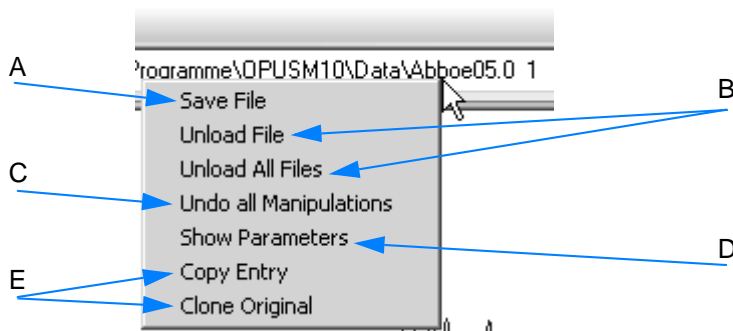 Programme\OPUSM10\Data\Abboe05.0 1
A
Save File
B
Unload File
Unload All Files
C
Undo all Manipulations
Show Parameters
D
E
Copy Entry
Clone Original